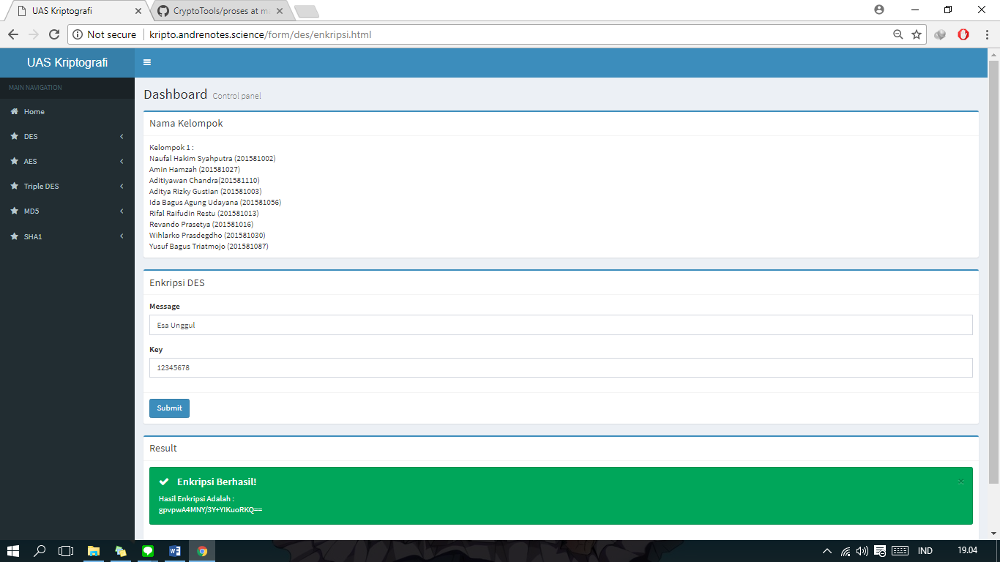 UAS Kriptografi
CryptoTools/proses at ma
Not secure
kripto.andrenotes.science/form/des/enkripsi.html
UAS Kriptografi
MAIN NAVIGATION
Home
DES
AES
Triple DES
MD5
SHA1
Dashboard Control panel
Nama Kelompok
Kelompok 1 :
Naufal Hakim Syahputra (201581002)
Amin Hamzah (201581027)
Aditiyawan Chandra(201581110)
Aditya Rizky Gustian (201581003)
Ida Bagus Agung Udayana (201581056)
Rifal Raifudin Restu (201581013)
Revando Prasetya (201581016)
Wihlarko Prasdegdho (201581030)
Yusuf Bagus Triatmojo (201581087)
Enkripsi DES
Message
Esa Unggul
Key
12345678
Submit
Result
Enkripsi Berhasil!
×
Hasil Enkripsi Adalah :
gpvpwA4MNY/3Y+YIKuoRKQ==
IND
19.04